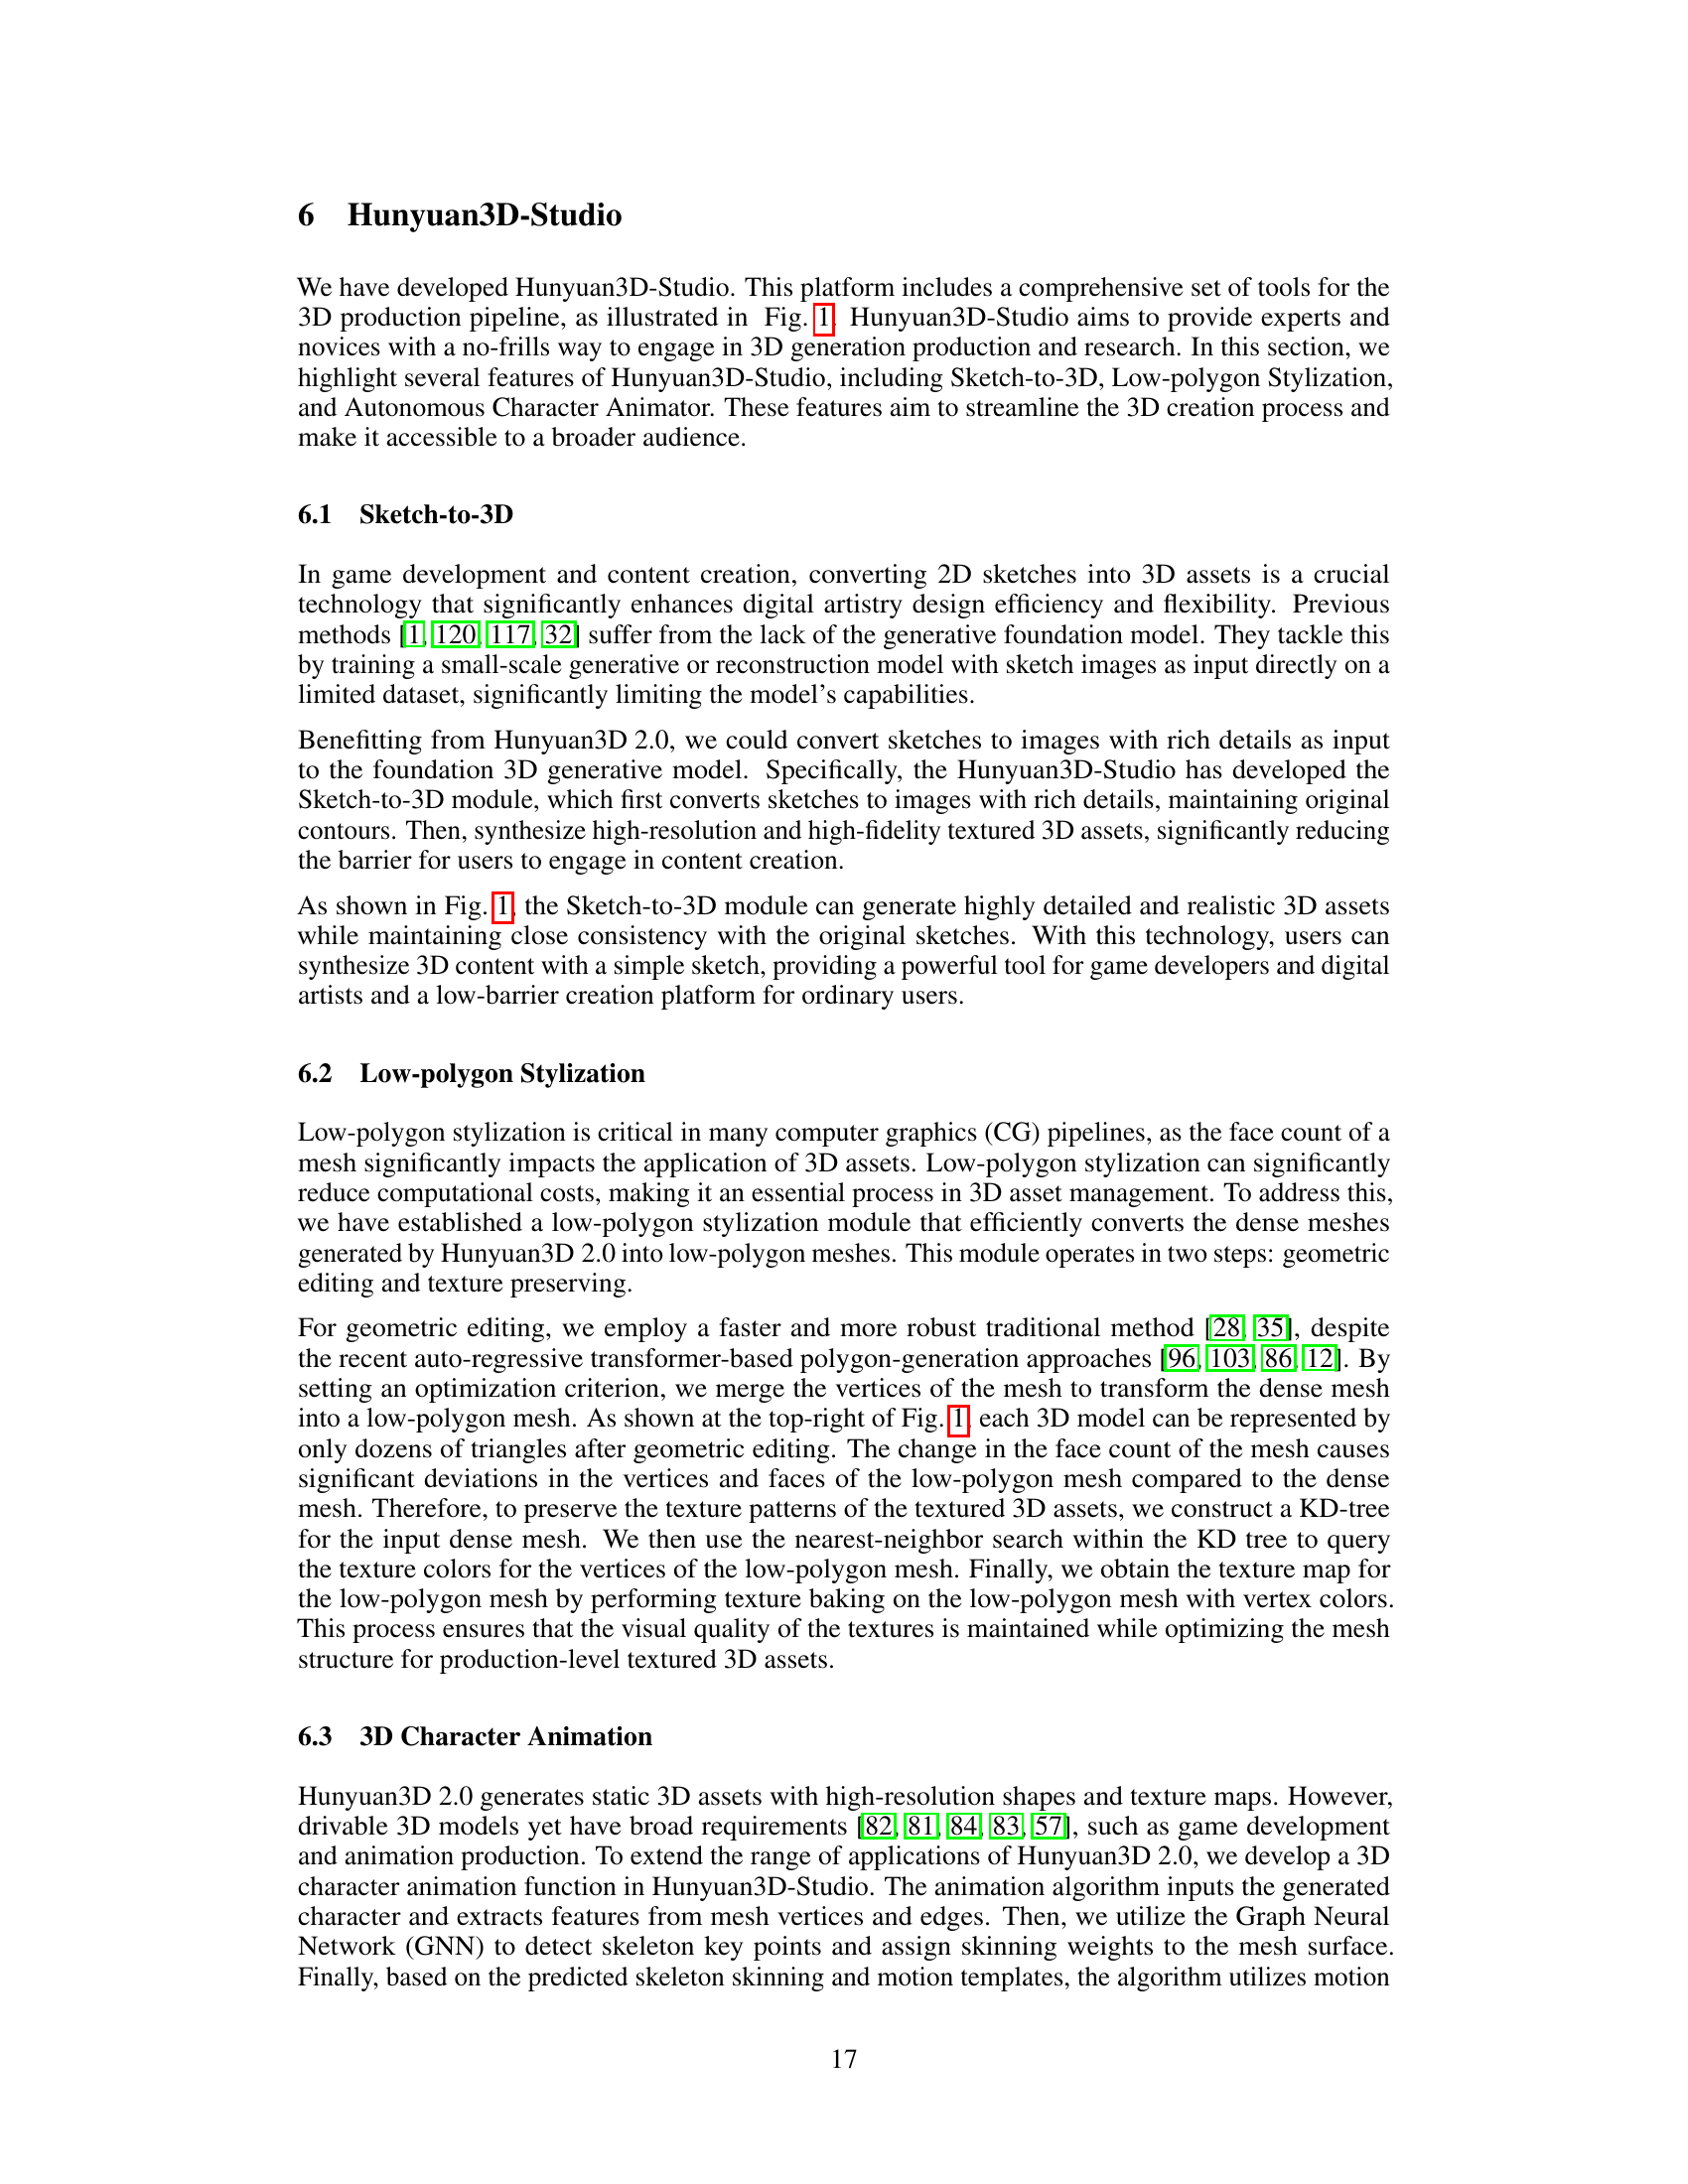 6 Hunyuan3D-Studio
We have developed Hunyuan3D-Studio. This platform includes a comprehensive set of tools for the
3D production pipeline, as illustrated in Fig. 1. Hunyuan3D-Studio aims to provide experts and
novices with a no-frills way to engage in 3D generation production and research. In this section, we
highlight several features of Hunyuan3D-Studio, including Sketch-to-3D, Low-polygon Stylization,
and Autonomous Character Animator. These features aim to streamline the 3D creation process and
make it accessible to a broader audience.
6.1 Sketch-to-3D
In game development and content creation, converting 2D sketches into 3D assets is a crucial
technology that significantly enhances digital artistry design efficiency and flexibility. Previous
methods [1, 120, 117, 32] suffer from the lack of the generative foundation model. They tackle this
by training a small-scale generative or reconstruction model with sketch images as input directly on a
limited dataset, significantly limiting the model's capabilities.
Benefitting from Hunyuan3D 2.0, we could convert sketches to images with rich details as input
to the foundation 3D generative model. Specifically, the Hunyuan3D-Studio has developed the
Sketch-to-3D module, which first converts sketches to images with rich details, maintaining original
contours. Then, synthesize high-resolution and high-fidelity textured 3D assets, significantly reducing
the barrier for users to engage in content creation.
As shown in Fig. 1, the Sketch-to-3D module can generate highly detailed and realistic 3D assets
while maintaining close consistency with the original sketches. With this technology, users can
synthesize 3D content with a simple sketch, providing a powerful tool for game developers and digital
artists and a low-barrier creation platform for ordinary users.
6.2 Low-polygon Stylization
Low-polygon stylization is critical in many computer graphics (CG) pipelines, as the face count of a
mesh significantly impacts the application of 3D assets. Low-polygon stylization can significantly
reduce computational costs, making it an essential process in 3D asset management. To address this,
we have established a low-polygon stylization module that efficiently converts the dense meshes
generated by Hunyuan3D 2.0 into low-polygon meshes. This module operates in two steps: geometric
editing and texture preserving.
For geometric editing, we employ a faster and more robust traditional method [28, 35], despite
the recent auto-regressive transformer-based polygon-generation approaches [96, 103, 86, 12]. By
setting an optimization criterion, we merge the vertices of the mesh to transform the dense mesh
into a low-polygon mesh. As shown at the top-right of Fig. 1, each 3D model can be represented by
only dozens of triangles after geometric editing. The change in the face count of the mesh causes
significant deviations in the vertices and faces of the low-polygon mesh compared to the dense
mesh. Therefore, to preserve the texture patterns of the textured 3D assets, we construct a KD-tree
for the input dense mesh. We then use the nearest-neighbor search within the KD tree to query
the texture colors for the vertices of the low-polygon mesh. Finally, we obtain the texture map for
the low-polygon mesh by performing texture baking on the low-polygon mesh with vertex colors.
This process ensures that the visual quality of the textures is maintained while optimizing the mesh
structure for production-level textured 3D assets.
6.3 3D Character Animation
Hunyuan3D 2.0 generates static 3D assets with high-resolution shapes and texture maps. However,
drivable 3D models yet have broad requirements [82, 81, 84, 83, 57], such as game development
and animation production. To extend the range of applications of Hunyuan3D 2.0, we develop a 3D
character animation function in Hunyuan3D-Studio. The animation algorithm inputs the generated
character and extracts features from mesh vertices and edges. Then, we utilize the Graph Neural
Network (GNN) to detect skeleton key points and assign skinning weights to the mesh surface.
Finally, based on the predicted skeleton skinning and motion templates, the algorithm utilizes motion
17